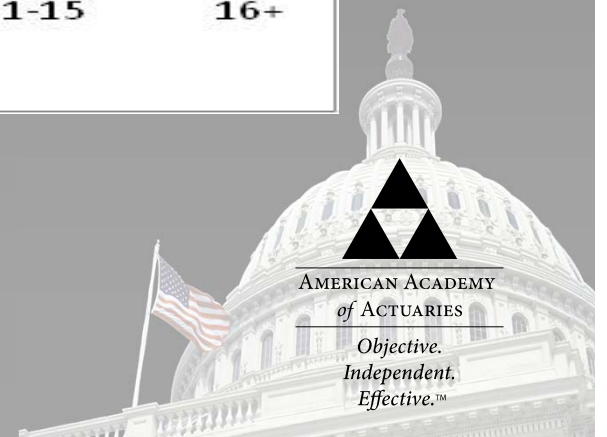 1-15 16+
AMERICAN ACADEMY
of ACTUARIES
Objective.
Independent.
Effective.™